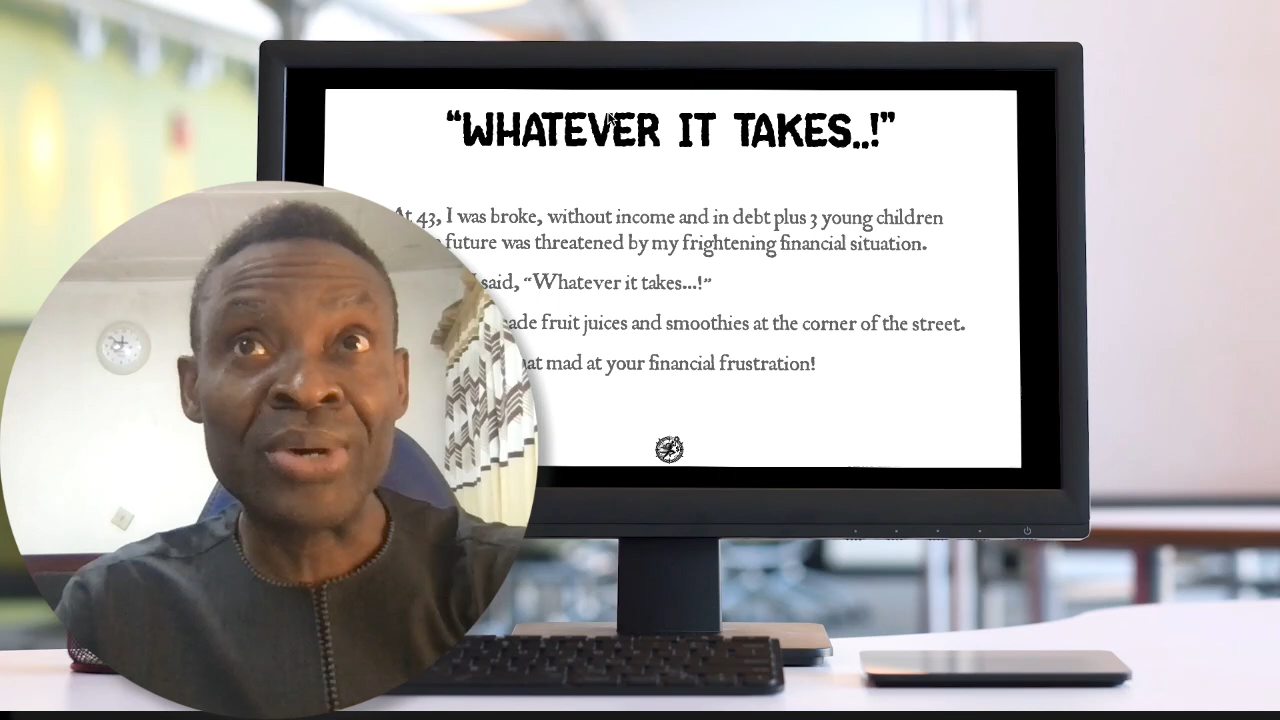 “WHATEVER IT TAKES..!”
At 43, I was broke, without income and in debt plus 3 young children
future was threatened by my frightening financial situation.
I said, “Whatever it takes...!”
fruit juices and smoothies at the corner of the street.
mad at your financial frustration!